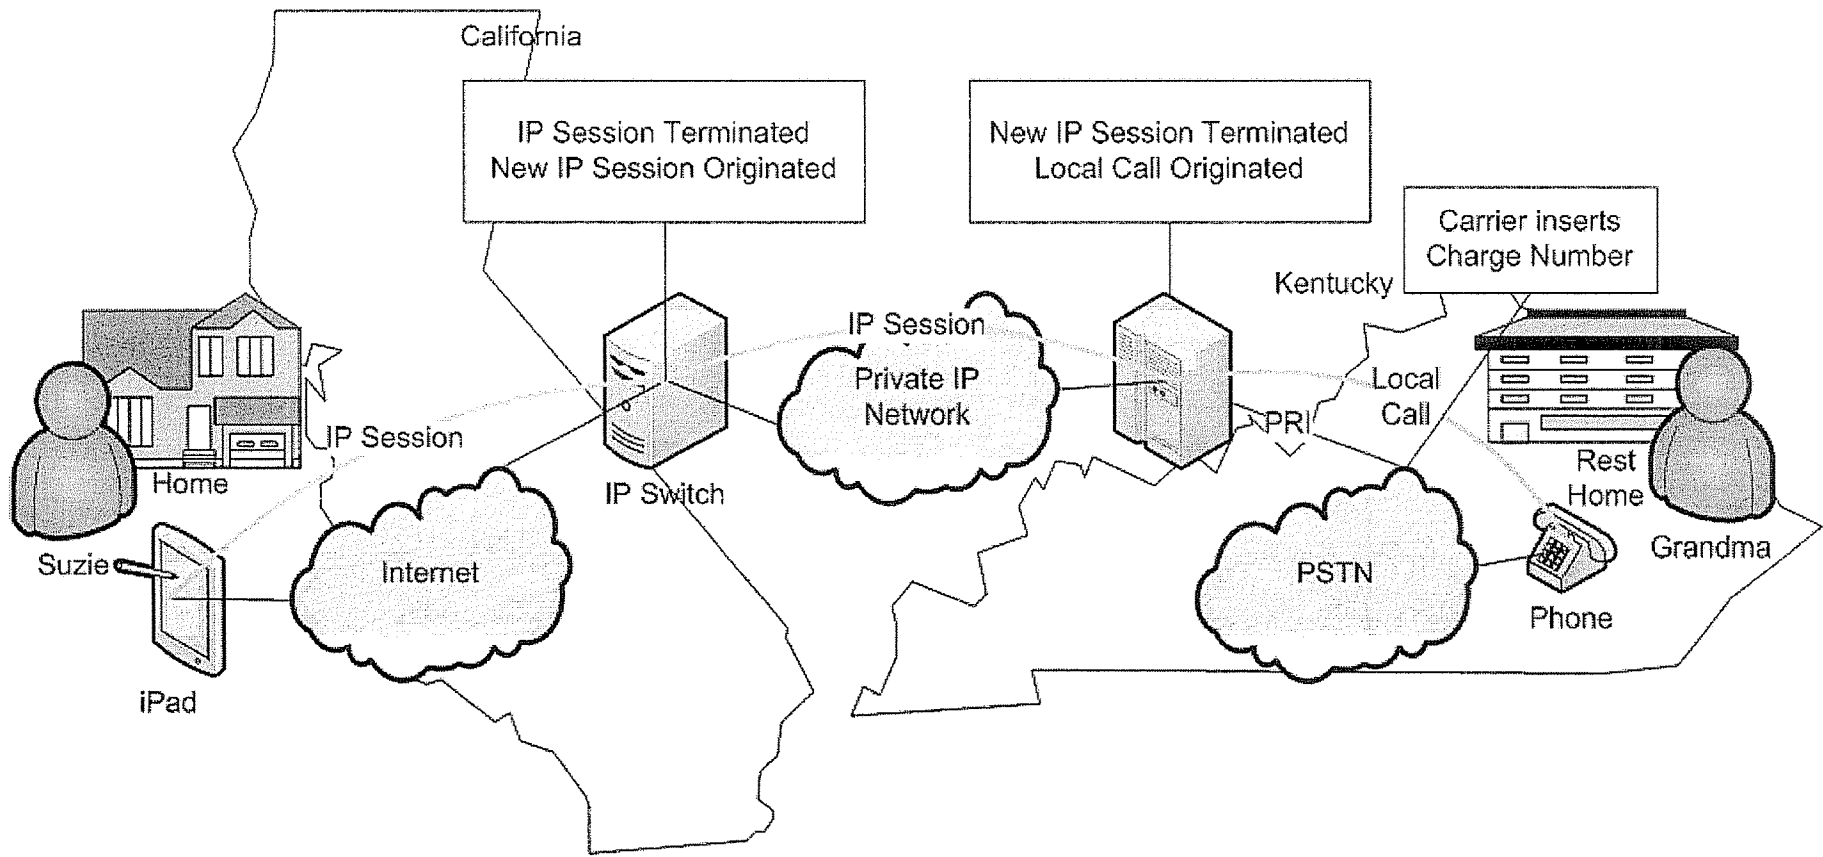 California
IP Session Terminated
New IP Session Originated
New IP Session Terminated
Local Call Originated
Carrier inserts
Charge Number
Kentucky
IP Session
Private IP
Network
Local
Call
PRI
IP Session
Home
IP Switch
Rest
Home
Suzie
Internet
PSTN
Grandma
Phone
iPad